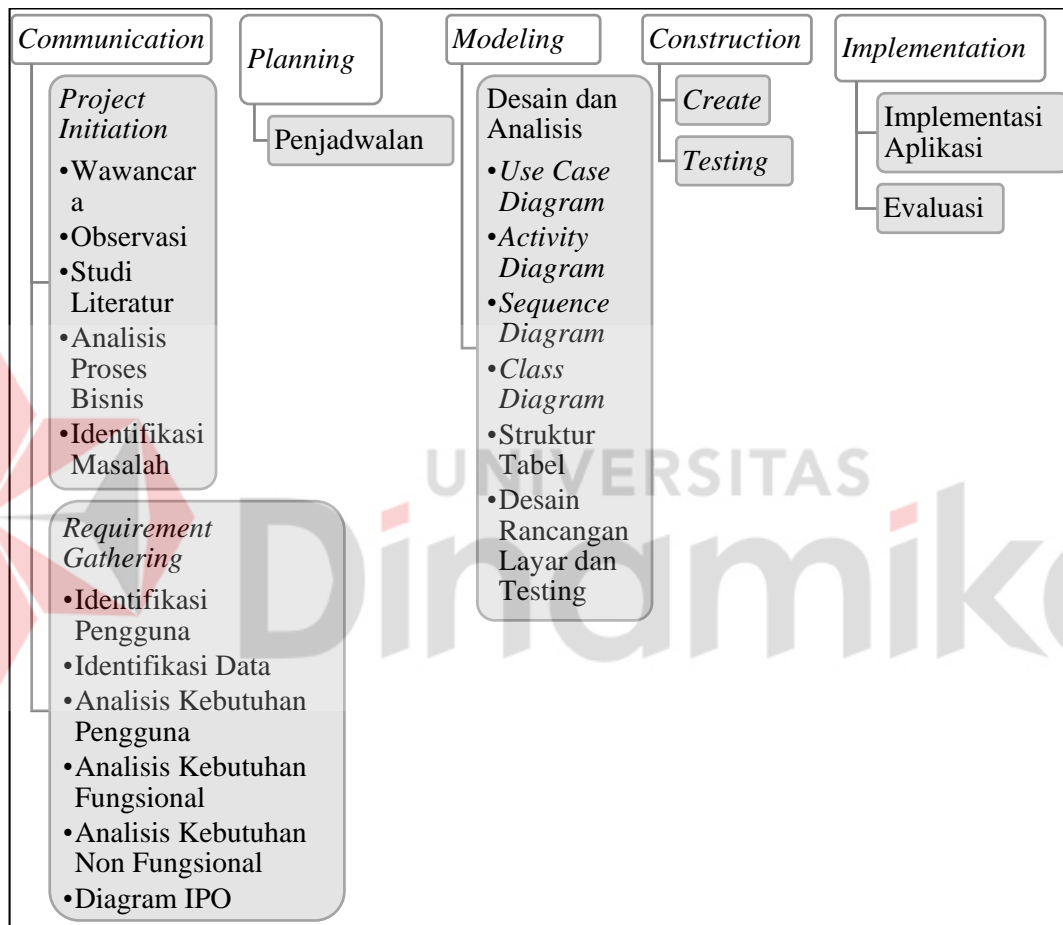 Communication
Project
Initiation
•Wawancar
a
•Observasi
•Studi
Literatur
•Analisis
Proses
Bisnis
•Identifikasi
Masalah
Requirement
Gathering
•Identifikasi
Pengguna
•Identifikasi Data
•Analisis Kebutuhan
Pengguna
•Analisis Kebutuhan
Fungsional
•Analisis Kebutuhan
Non Fungsional
•Diagram IPO
Planning
Penjadwalan
Modeling
Desain dan
Analisis
•Use Case
Diagram
•Activity
Diagram
•Sequence
Diagram
•Class
Diagram
•Struktur
Tabel
•Desain
Rancangan
Layar dan
Testing
Construction
Create
Testing
Implementation
Implementasi
Aplikasi
Evaluasi
UNIVERSITAS
Dinamika